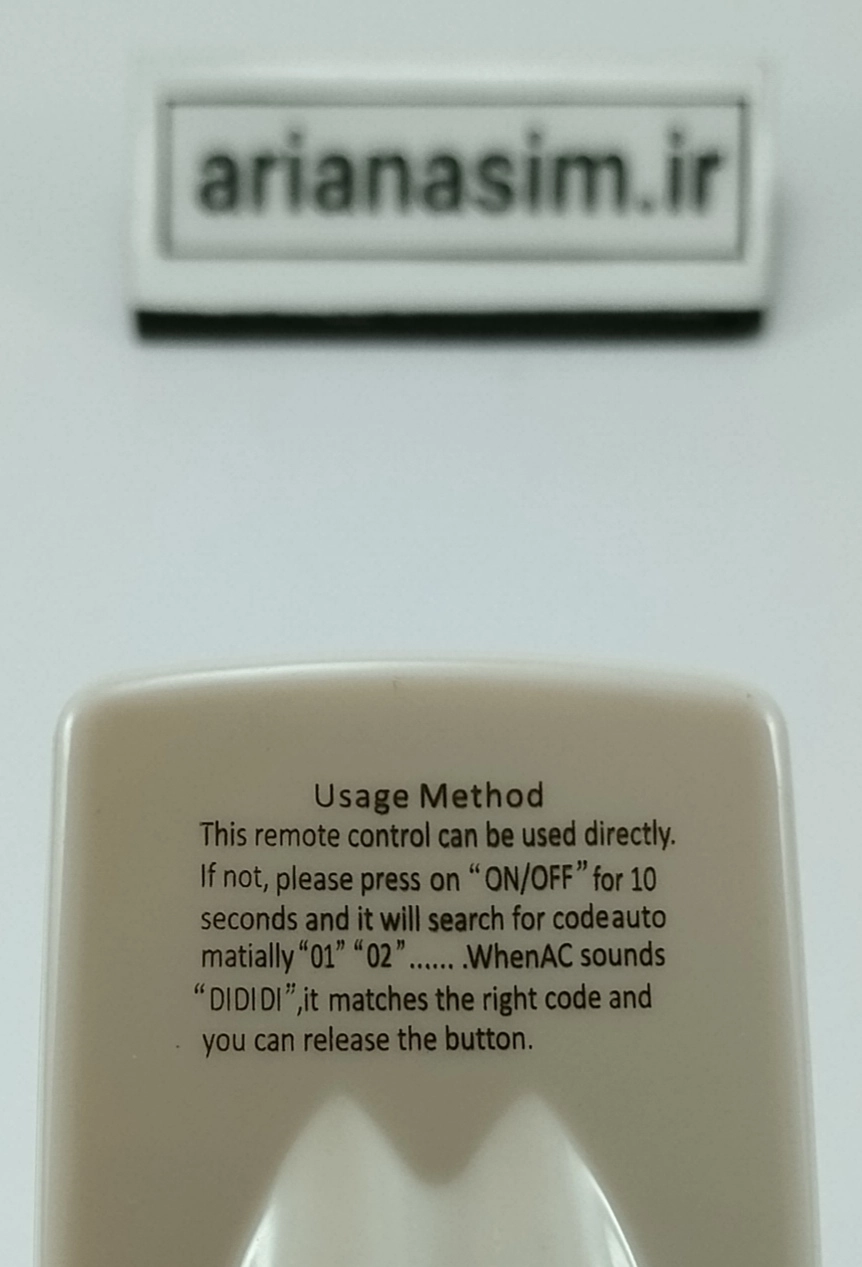 arianasim.ir
Usage Method
This remote control can be used directly.
If not, please press on “ON/OFF” for 10
seconds and it will search for codeauto
matially “01” “02”...... .WhenAC sounds
“DIDIDI”,it matches the right code and
you can release the button.